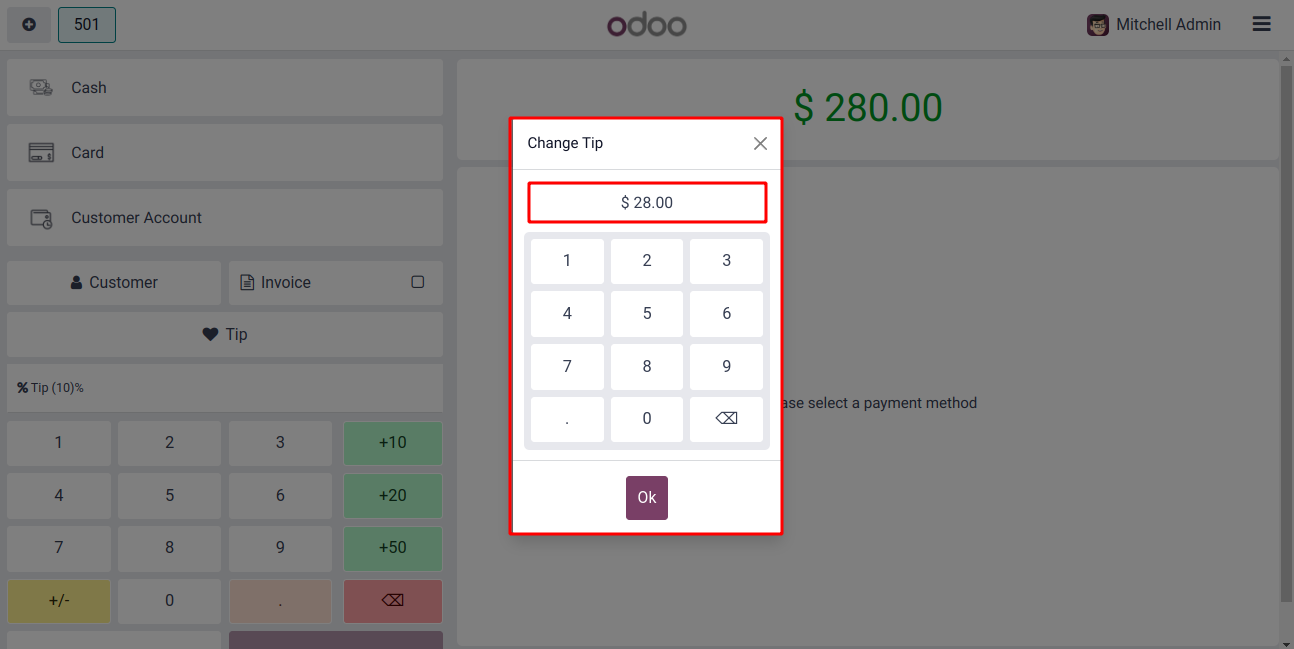 501
odoo
Mitchell Admin
Cash
Card
Customer Account
Customer
Invoice
Tip
% Tip (10)%
1 2 3 +10
4 5 6 +20
7 8 9 +50
+/- 0 . ⌫
$ 280.00
ase select a payment method
Change Tip
$ 28.00
1 2 3
4 5 6
7 8 9
. 0 ⌫
Ok